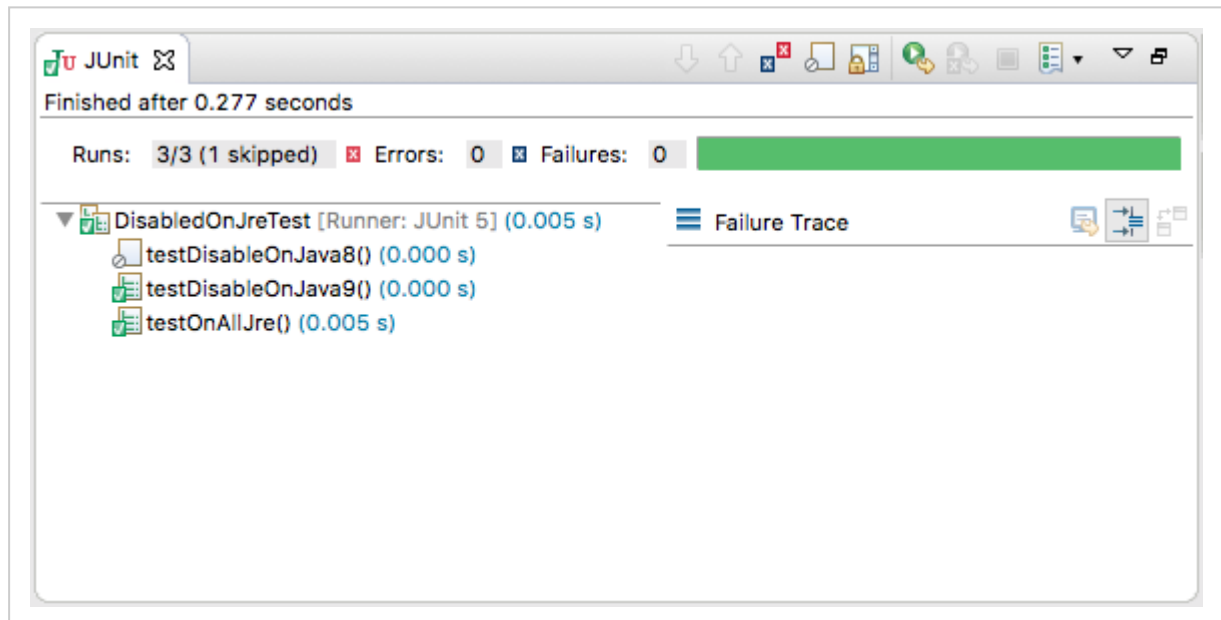 JU JUnit
Finished after 0.277 seconds
Runs: 3/3 (1 skipped) Errors: 0 Failures: 0
DisabledOnJreTest [Runner: JUnit 5] (0.005 s)
Failure Trace
testDisableOnJava8() (0.000 s)
testDisableOnJava9() (0.000 s)
testOnAllJre() (0.005 s)